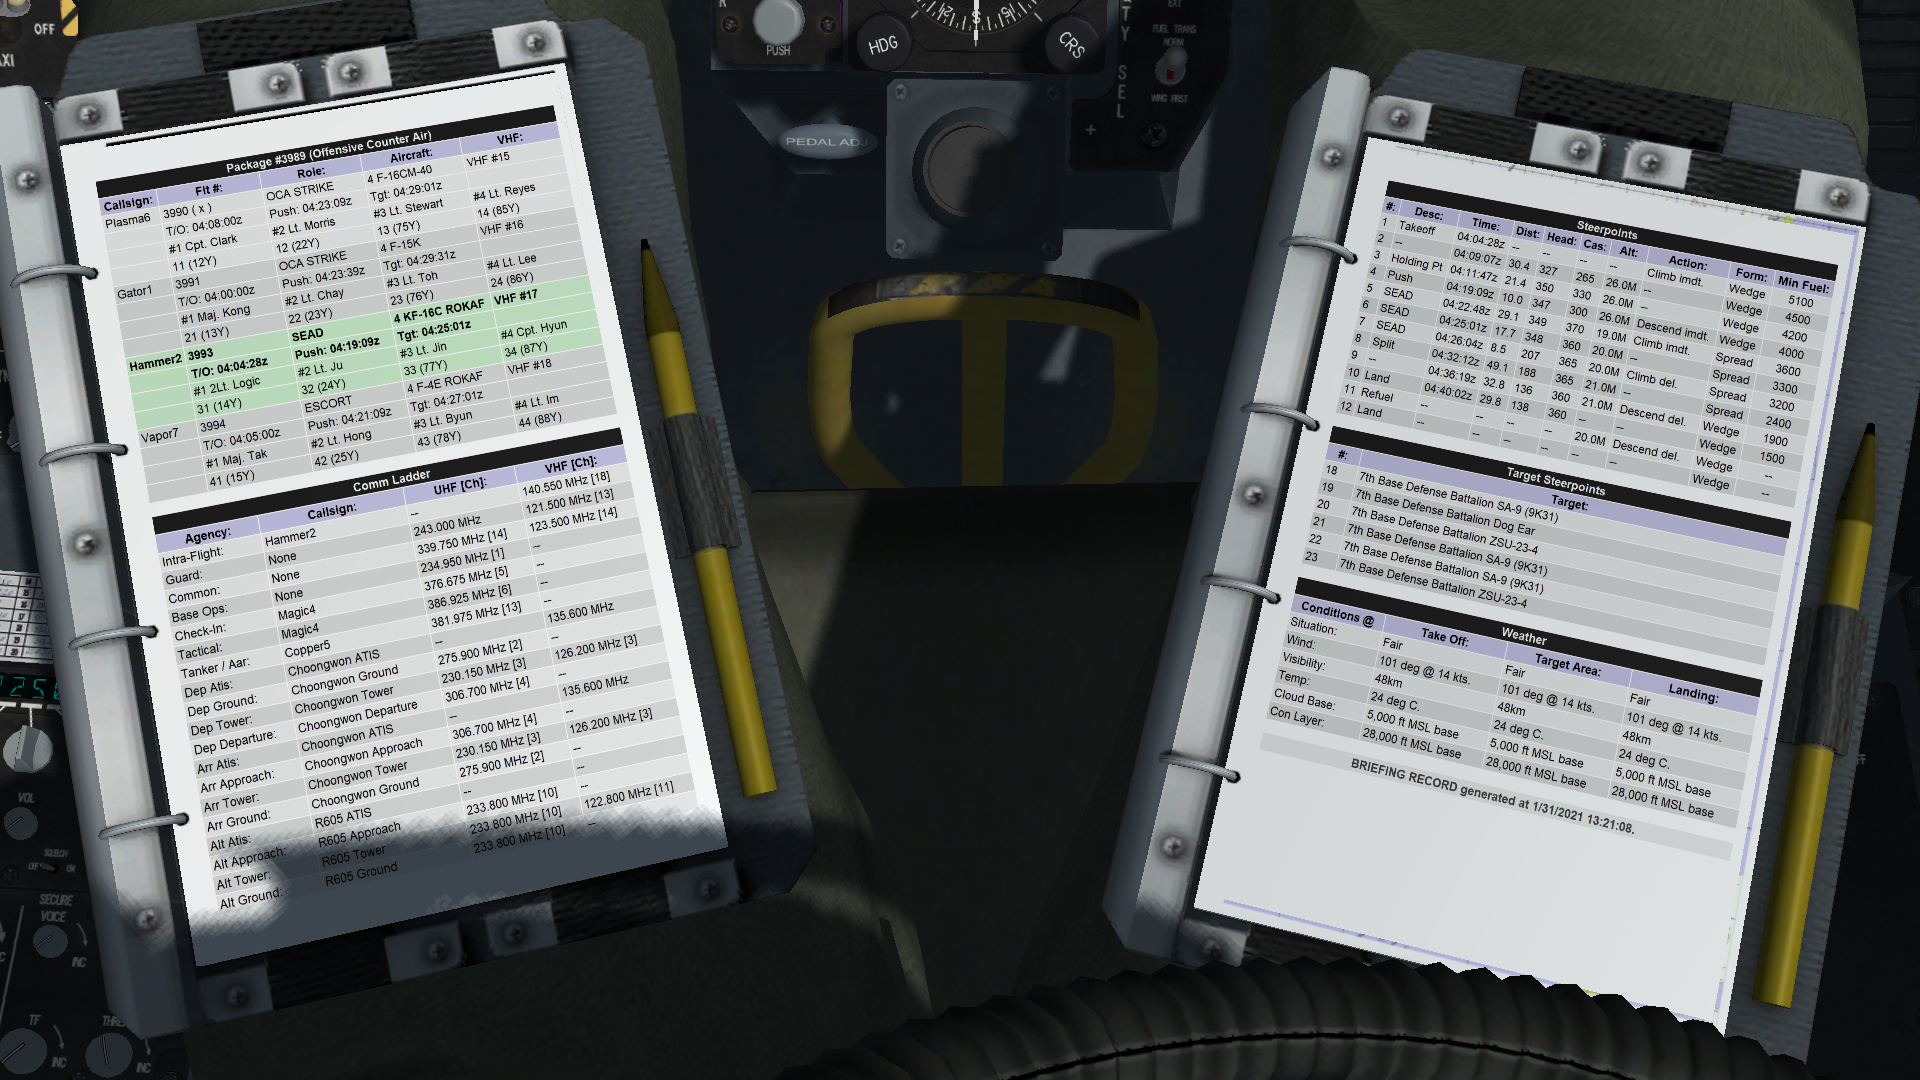 OFF
AXI
PUSH
HDG
CRS
EXT
FUEL TRANS
NORM
WING FIRST
TY SEL
PEDAL ADJ
Package #3989 (Offensive Counter Air)
Callsign: Flt #: Role: Aircraft: VHF:
Plasma6 3990 ( x ) OCA STRIKE 4 F-16CM-40 VHF #15
T/O: 04:08:00z Push: 04:23:09z Tgt: 04:29:01z
#1 Cpt. Clark #2 Lt. Morris #3 Lt. Stewart #4 Lt. Reyes
11 (12Y) 12 (22Y) 13 (75Y) 14 (85Y)
Gator1 3991 OCA STRIKE 4 F-15K VHF #16
T/O: 04:00:00z Push: 04:23:39z Tgt: 04:29:31z
#1 Maj. Kong #2 Lt. Chay #3 Lt. Toh #4 Lt. Lee
21 (13Y) 22 (23Y) 23 (76Y) 24 (86Y)
Hammer2 3993 SEAD 4 KF-16C ROKAF VHF #17
T/O: 04:04:28z Push: 04:19:09z Tgt: 04:25:01z
#1 2Lt. Logic #2 Lt. Ju #3 Lt. Jin #4 Cpt. Hyun
31 (14Y) 32 (24Y) 33 (77Y) 34 (87Y)
Vapor7 3994 ESCORT 4 F-4E ROKAF VHF #18
T/O: 04:05:00z Push: 04:21:09z Tgt: 04:27:01z
#1 Maj. Tak #2 Lt. Hong #3 Lt. Byun #4 Lt. Im
41 (15Y) 42 (25Y) 43 (78Y) 44 (88Y)
Comm Ladder
Agency: Callsign: UHF [Ch]: VHF [Ch]:
Intra-Flight: Hammer2 -- 140.550 MHz [18]
Guard: None 243.000 MHz 121.500 MHz [13]
Common: None 339.750 MHz [14] 123.500 MHz [14]
Base Ops: None 234.950 MHz [1] --
Check-In: Magic4 376.675 MHz [5] --
Tactical: Magic4 386.925 MHz [6] --
Tanker / Aar: Copper5 381.975 MHz [13] --
Dep Atis: Choongwon ATIS -- 135.600 MHz
Dep Ground: Choongwon Ground 275.900 MHz [2] --
Dep Tower: Choongwon Tower 230.150 MHz [3] 126.200 MHz [3]
Dep Departure: Choongwon Departure 306.700 MHz [4] --
Arr Atis: Choongwon ATIS -- 135.600 MHz
Arr Approach: Choongwon Approach 306.700 MHz [4] --
Arr Tower: Choongwon Tower 230.150 MHz [3] 126.200 MHz [3]
Arr Ground: Choongwon Ground 275.900 MHz [2] --
Alt Atis: R605 ATIS -- --
Alt Approach: R605 Approach 233.800 MHz [10] --
Alt Tower: R605 Tower 233.800 MHz [10] 122.800 MHz [11]
Alt Ground: R605 Ground 233.800 MHz [10] --
Steerpoints
#: Desc: Time: Dist: Head: Cas: Alt: Action: Form: Min Fuel:
1 Takeoff 04:04:28z -- -- -- -- Climb imdt. Wedge 5100
2 -- 04:09:07z 30.4 327 265 26.0M -- Wedge 4500
3 Holding Pt 04:11:47z 21.4 350 330 26.0M -- Wedge 4200
4 Push 04:19:09z 10.0 347 300 26.0M Descend imdt. Wedge 4000
5 SEAD 04:22:48z 29.1 349 370 19.0M Climb imdt. Spread 3600
6 SEAD 04:25:01z 17.7 348 360 20.0M -- Spread 3300
7 SEAD 04:26:04z 8.5 207 365 20.0M Climb del. Spread 3200
8 Split 04:32:12z 49.1 188 365 21.0M -- Spread 2400
9 -- 04:36:19z 32.8 136 360 21.0M Descend del. Wedge 1900
10 Land 04:40:02z 29.8 138 360 -- -- Wedge 1500
11 Refuel -- -- -- -- 20.0M Descend del. Wedge --
12 Land -- -- -- -- -- -- Wedge --
Target Steerpoints
#: Target:
18 7th Base Defense Battalion SA-9 (9K31)
19 7th Base Defense Battalion Dog Ear
20 7th Base Defense Battalion ZSU-23-4
21 7th Base Defense Battalion SA-9 (9K31)
22 7th Base Defense Battalion SA-9 (9K31)
23 7th Base Defense Battalion ZSU-23-4
Weather
Conditions @ Take Off: Target Area: Landing:
Situation: Fair Fair Fair
Wind: 101 deg @ 14 kts. 101 deg @ 14 kts. 101 deg @ 14 kts.
Visibility: 48km 48km 48km
Temp: 24 deg C. 24 deg C. 24 deg C.
Cloud Base: 5,000 ft MSL base 5,000 ft MSL base 5,000 ft MSL base
Con Layer: 28,000 ft MSL base 28,000 ft MSL base 28,000 ft MSL base
BRIEFING RECORD generated at 1/31/2021 13:21:08.
VOL
SQELCH
OFF ON
SECURE
VOICE
INC
TF
INC
INC